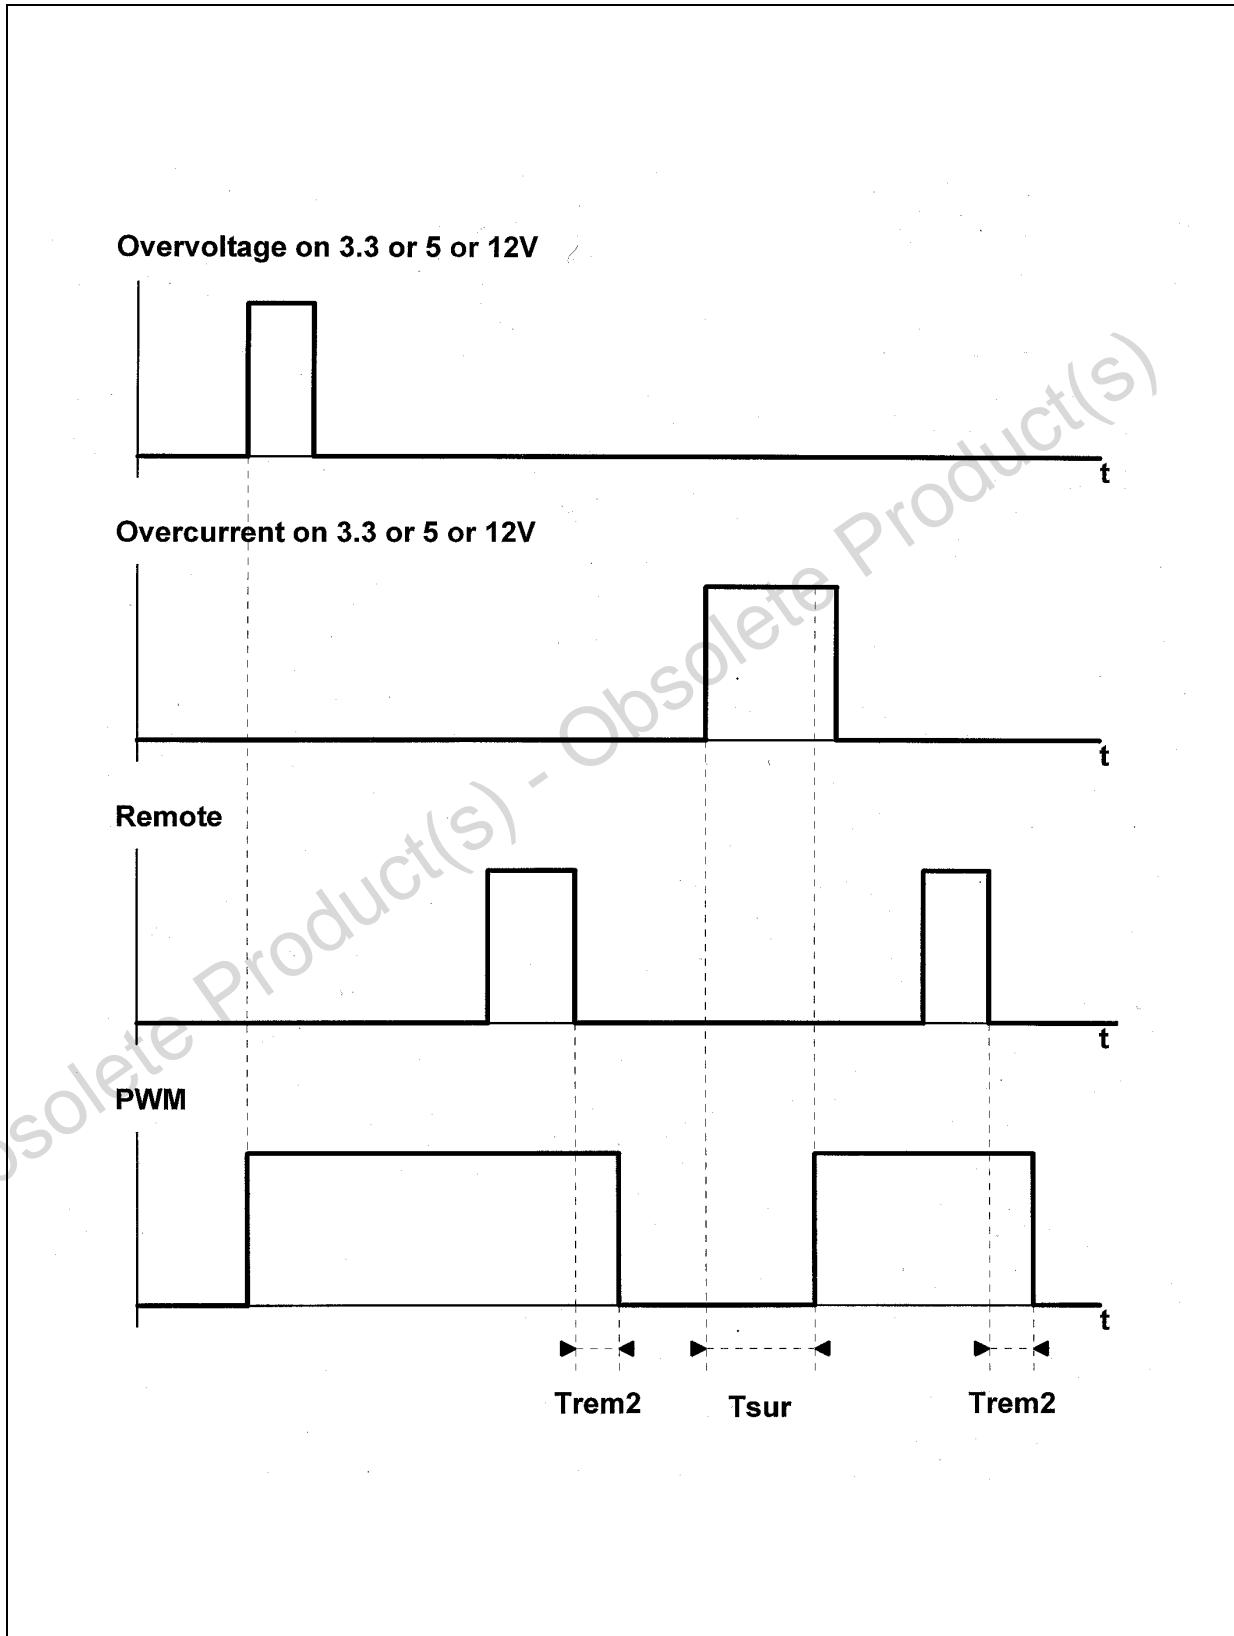 Overvoltage on 3.3 or 5 or 12V
t
Overcurrent on 3.3 or 5 or 12V
t
Remote
t
PWM
t
Trem2
Tsur
Trem2
Obsolete Product(s) - Obsolete Product(s)